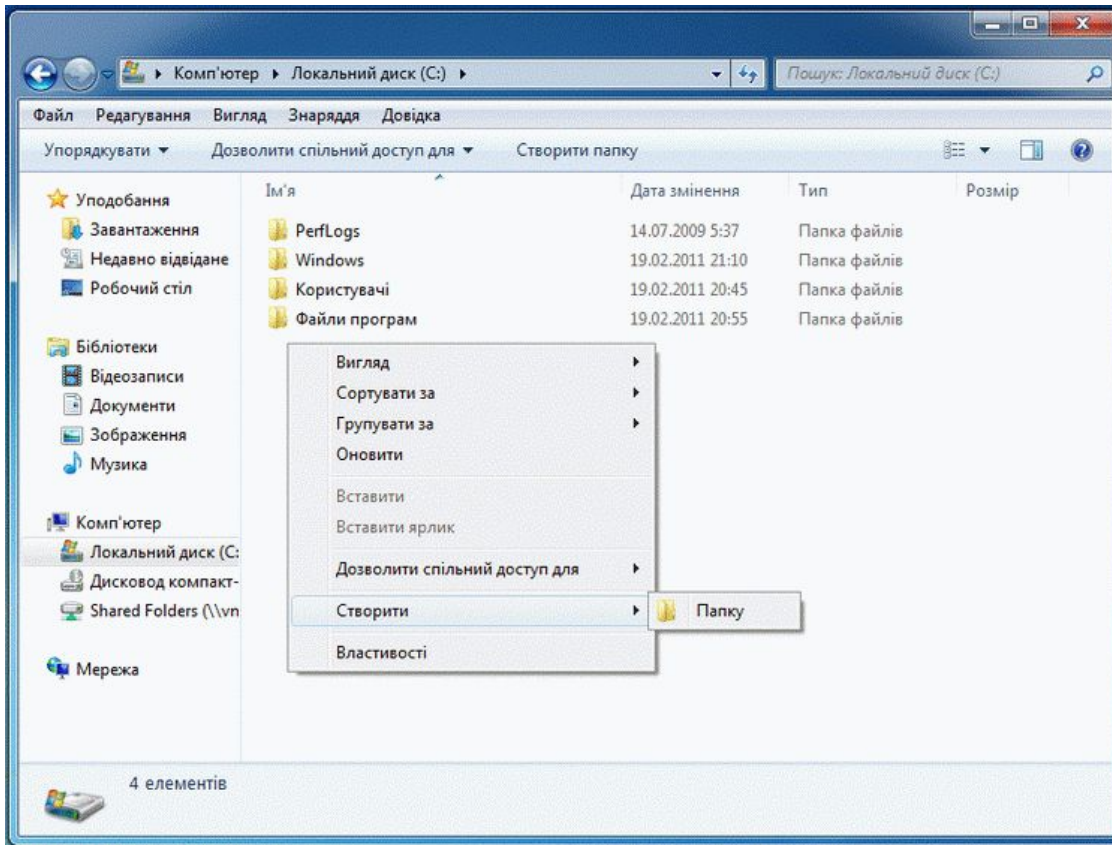 Комп'ютер ▸ Локальний диск (C:) ▸
Пошук: Локальний диск (C:)
Файл Редагування Вигляд Знаряддя Довідка
Упорядкувати Дозволити спільний доступ для Створити папку
Ім'я Дата змінення Тип Розмір
Уподобання
Завантаження
Недавно відвідане
Робочий стіл
Бібліотеки
Відеозаписи
Документи
Зображення
Музика
Комп'ютер
Локальний диск (C:
Дисковод компакт-
Shared Folders (\\vn
Мережа
PerfLogs 14.07.2009 5:37 Папка файлів
Windows 19.02.2011 21:10 Папка файлів
Користувачі 19.02.2011 20:45 Папка файлів
Файли програм 19.02.2011 20:55 Папка файлів
Вигляд
Сортувати за
Групувати за
Оновити
Вставити
Вставити ярлик
Дозволити спільний доступ для
Створити
Папку
Властивості
4 елементів